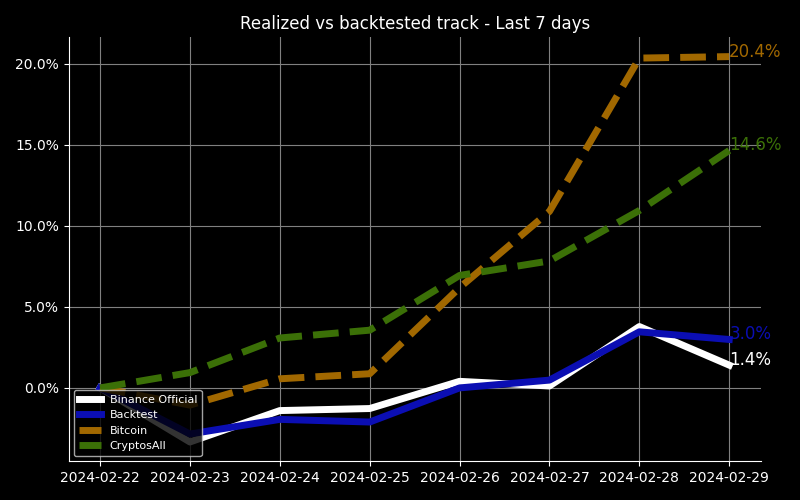 Realized vs backtested track - Last 7 days
20.0%
15.0%
10.0%
5.0%
0.0%
20.4%
14.6%
3.0%
1.4%
Binance Official
Backtest
Bitcoin
CryptosAll
2024-02-22 2024-02-23 2024-02-24 2024-02-25 2024-02-26 2024-02-27 2024-02-28 2024-02-29